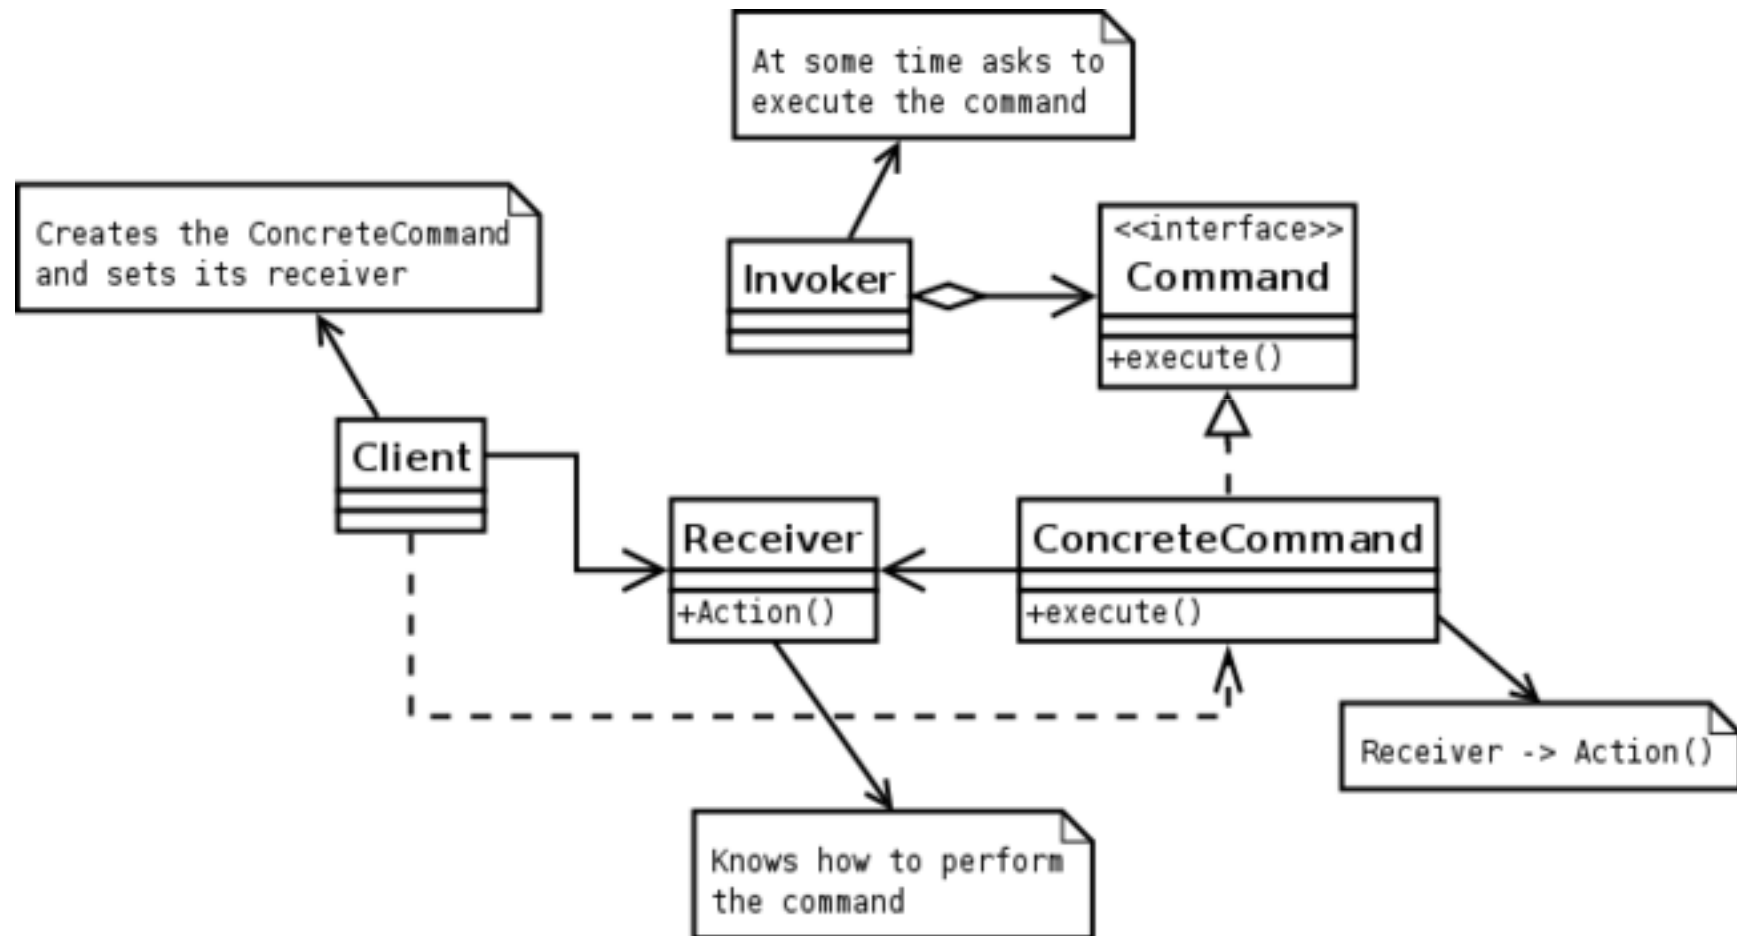 At some time asks to
execute the command
Creates the ConcreteCommand
and sets its receiver
Invoker
<<interface>>
Command
+execute()
Client
Receiver
+Action()
ConcreteCommand
+execute()
Receiver -> Action()
Knows how to perform
the command